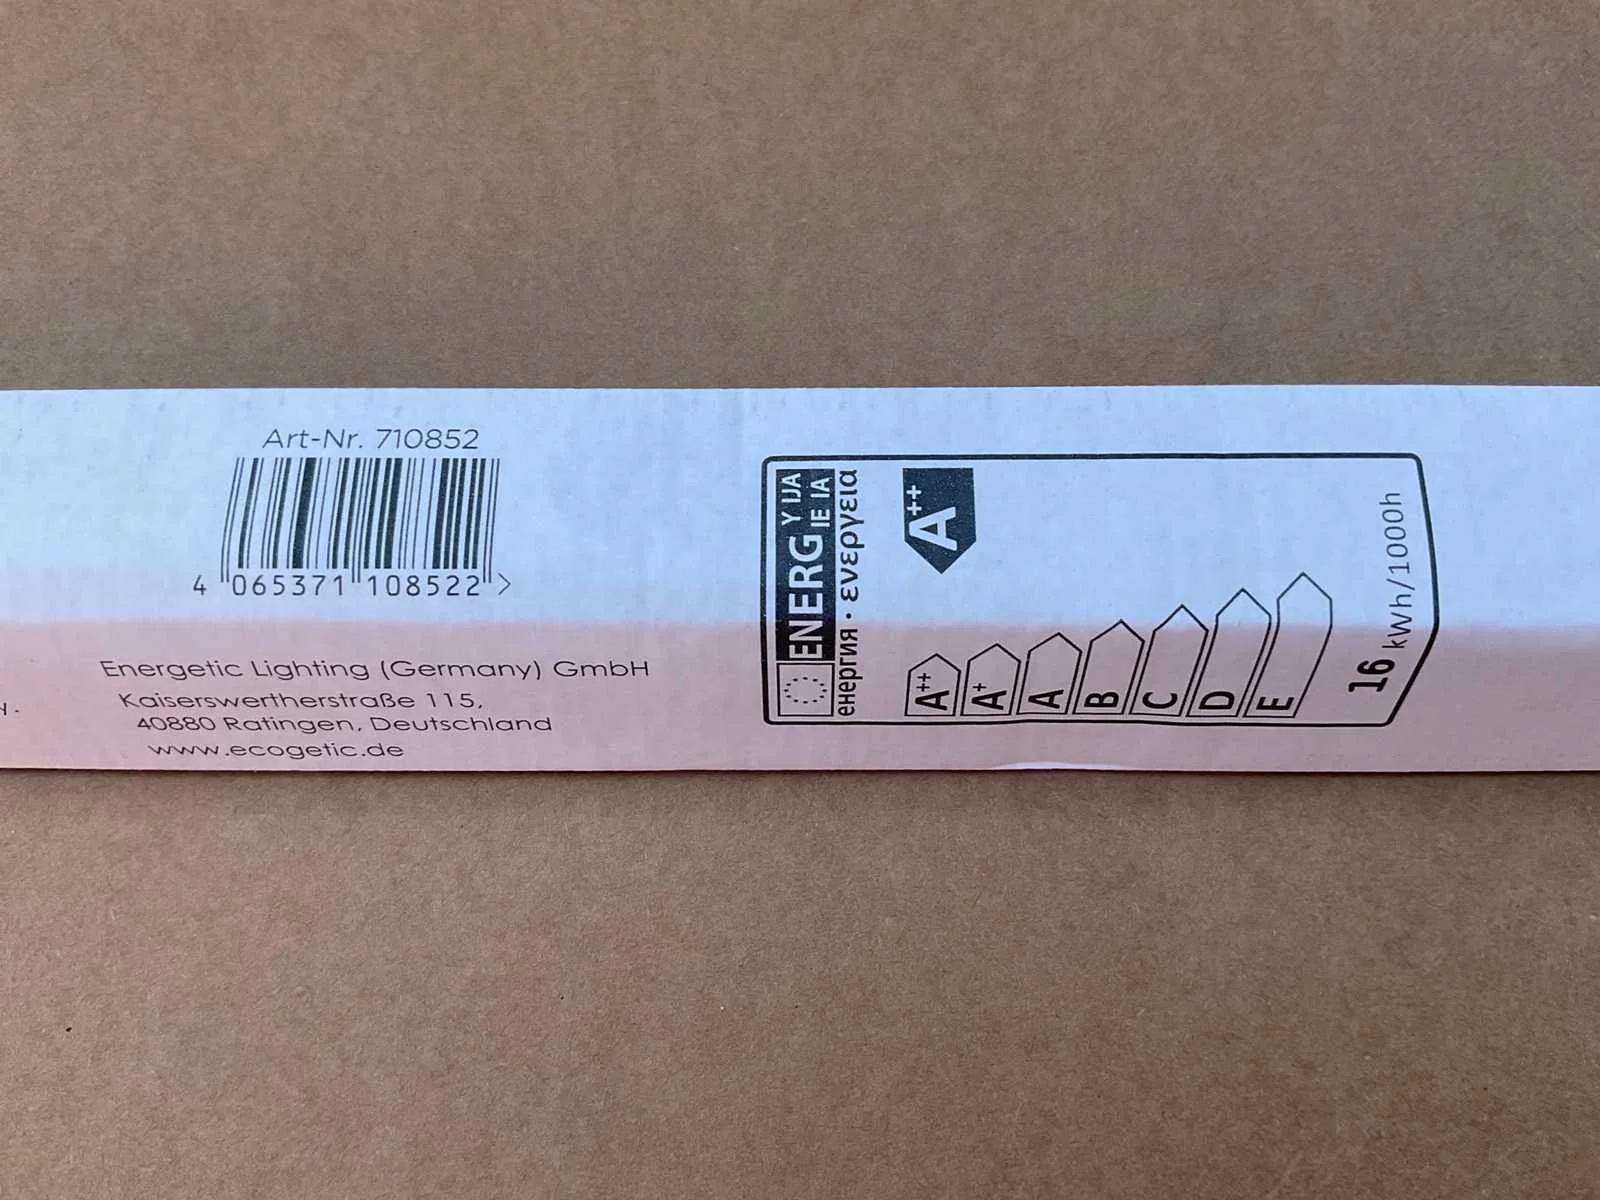 Art-Nr. 710852
4 065371 108522 >
Energetic Lighting (Germany) GmbH
Kaiserswertherstraße 115,
40880 Ratingen, Deutschland
www.ecogetic.de
ENERG Y IJA
IE IA
енергия · ενεργεια
A++
A++
A+
A
B
C
D
E
16 kWh/1000h